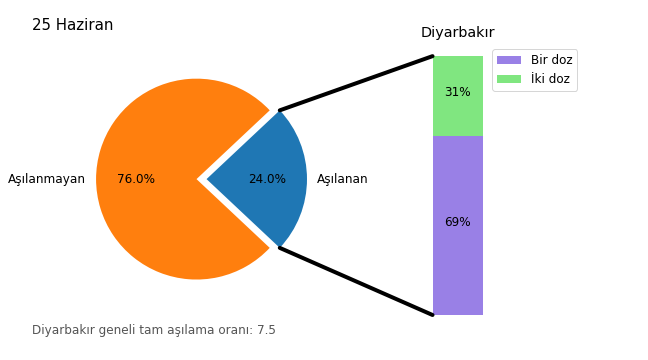 25 Haziran
Diyarbakır
Bir doz
İki doz
31%
Aşılanmayan
76.0%
24.0%
Aşılanan
69%
Diyarbakır geneli tam aşılama oranı: 7.5